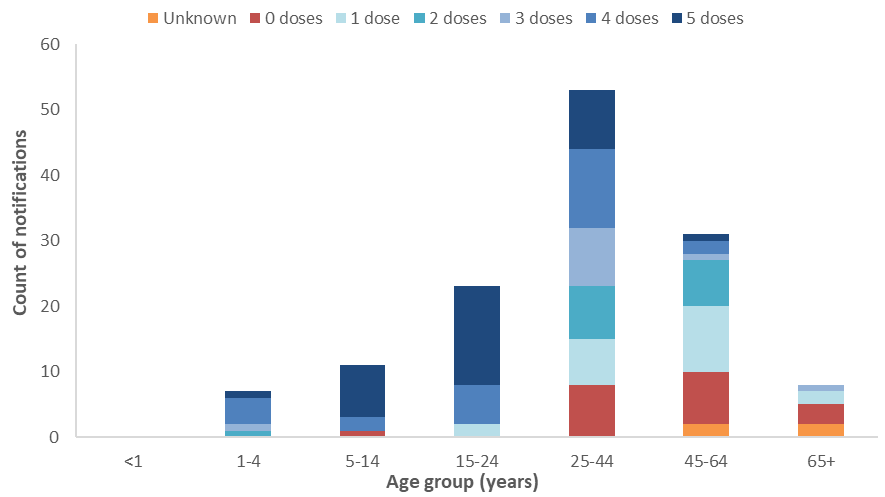 Unknown 0 doses 1 dose 2 doses 3 doses 4 doses 5 doses
Count of notifications
60
50
40
30
20
10
0
<1 1-4 5-14 15-24 25-44 45-64 65+
Age group (years)